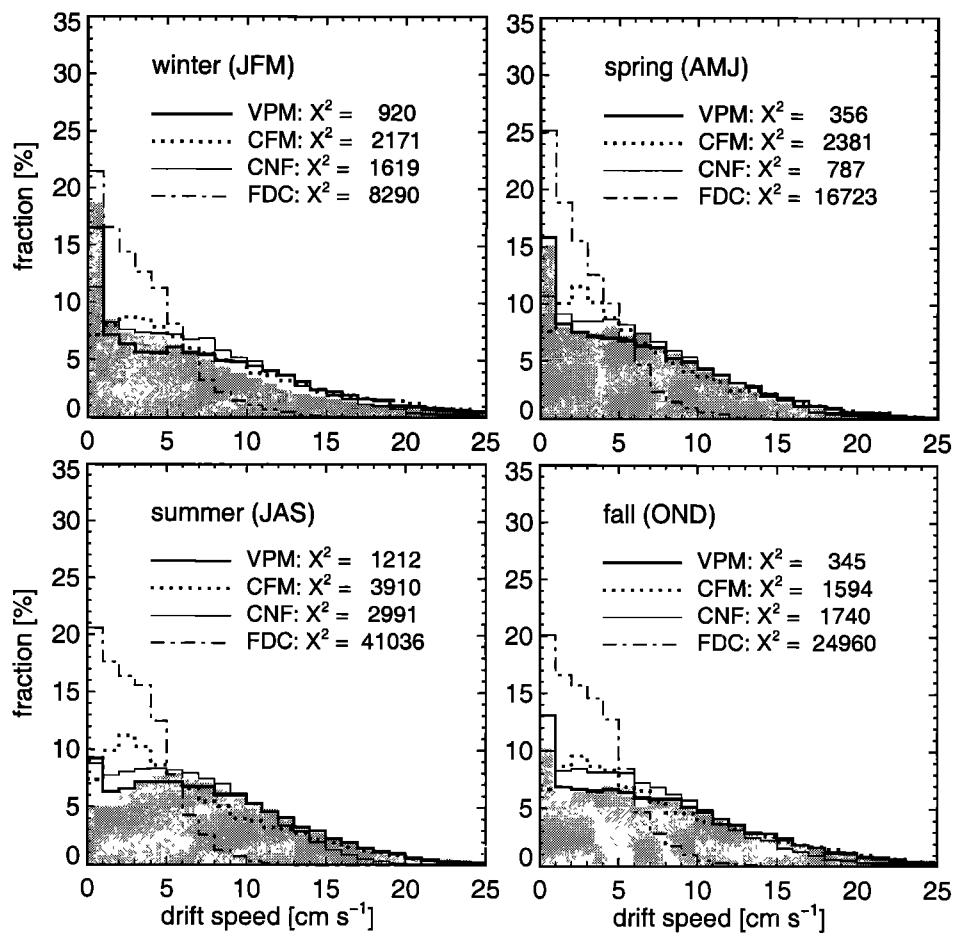 35
30
25
20
15
10
5
0
fraction [%]
winter (JFM)
VPM: X² = 920
CFM: X² = 2171
CNF: X² = 1619
FDC: X² = 8290
0 5 10 15 20 25
35
30
25
20
15
10
5
0
spring (AMJ)
VPM: X² = 356
CFM: X² = 2381
CNF: X² = 787
FDC: X² = 16723
0 5 10 15 20 25
35
30
25
20
15
10
5
0
fraction [%]
summer (JAS)
VPM: X² = 1212
CFM: X² = 3910
CNF: X² = 2991
FDC: X² = 41036
0 5 10 15 20 25
drift speed [cm s⁻¹]
35
30
25
20
15
10
5
0
fall (OND)
VPM: X² = 345
CFM: X² = 1594
CNF: X² = 1740
FDC: X² = 24960
0 5 10 15 20 25
drift speed [cm s⁻¹]